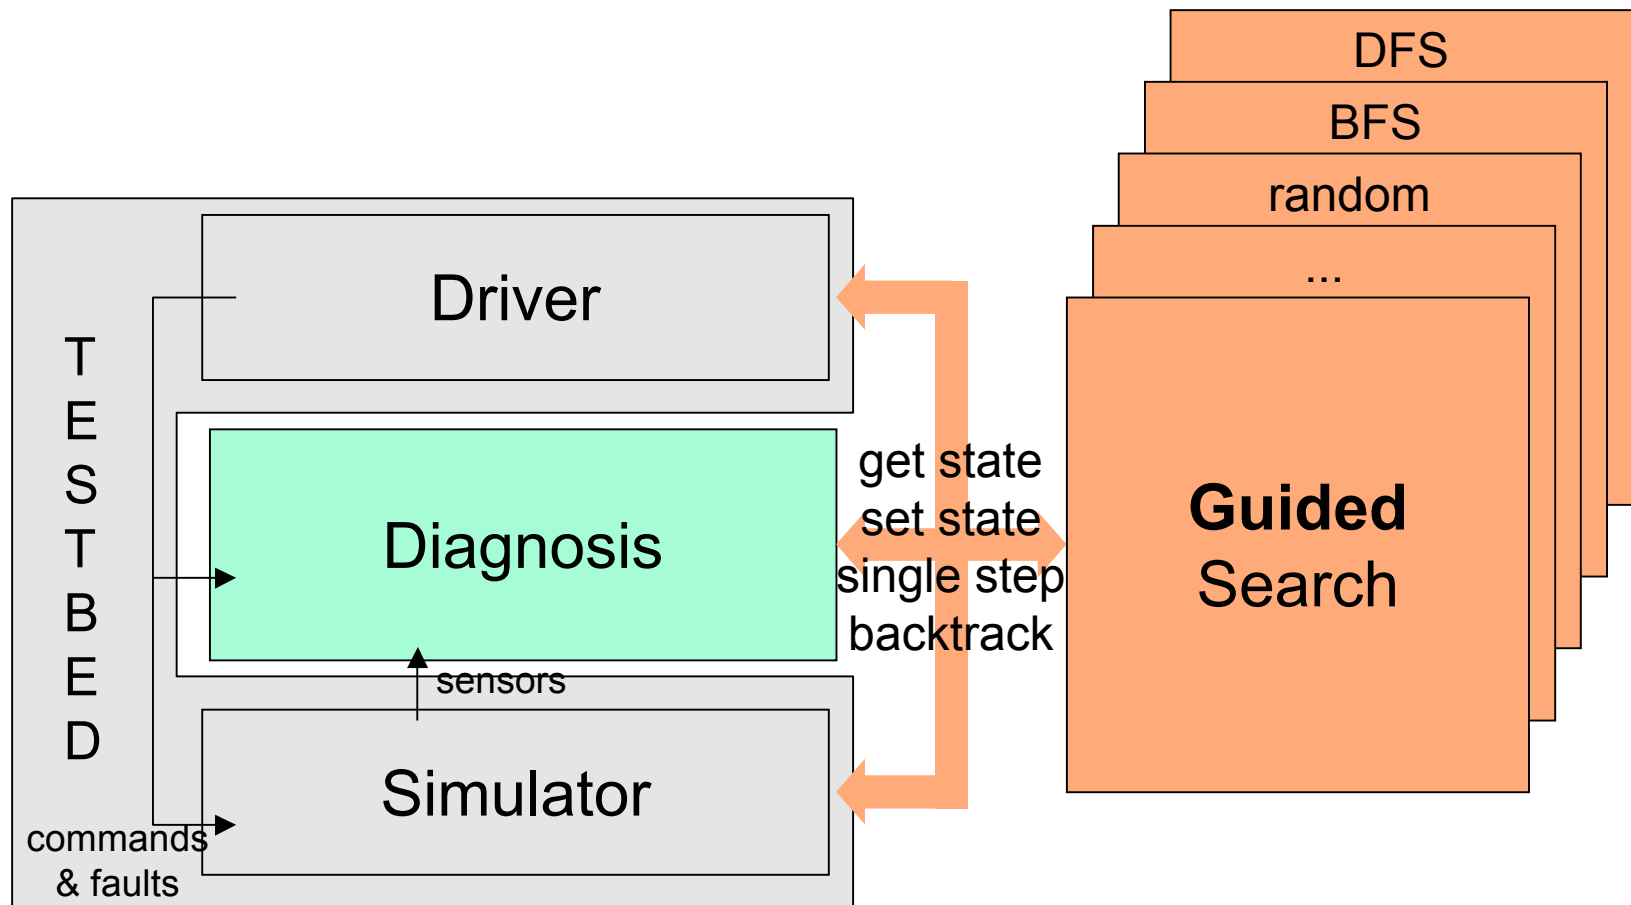 DFS
BFS
random
...
Guided
Search
T
E
S
T
B
E
D
Driver
Diagnosis
get state
set state
single step
backtrack
sensors
Simulator
commands
& faults